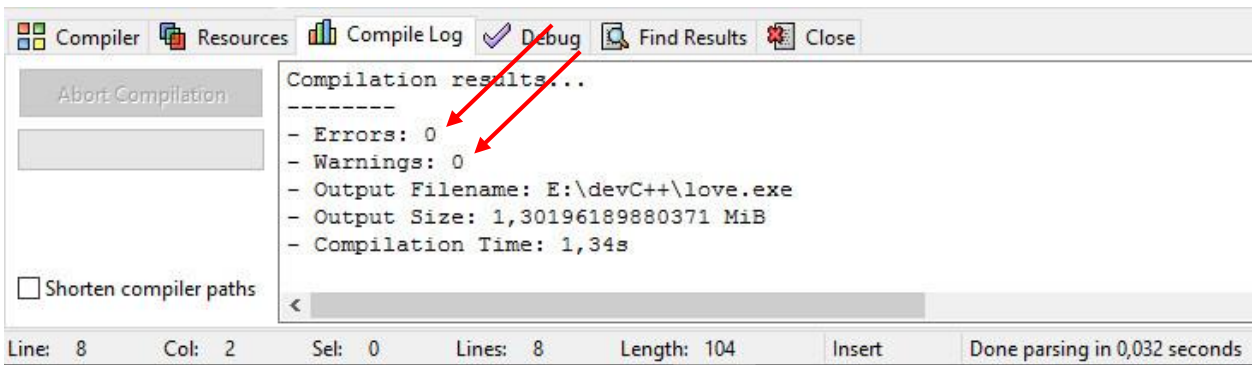 Compiler Resources Compile Log Debug Find Results Close
Abort Compilation
Compilation results...
--------
- Errors: 0
- Warnings: 0
- Output Filename: E:\devC++\love.exe
- Output Size: 1,30196189880371 MiB
- Compilation Time: 1,34s
Shorten compiler paths
Line: 8 Col: 2 Sel: 0 Lines: 8 Length: 104 Insert Done parsing in 0,032 seconds